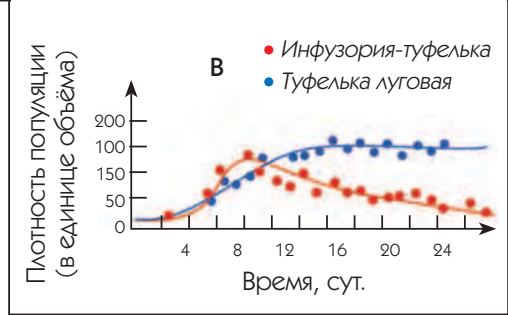 В
Инфузория-туфелька
Туфелька луговая
Плотность популяции
(в единице объёма)
200
100
150
50
0
4 8 12 16 20 24
Время, сут.